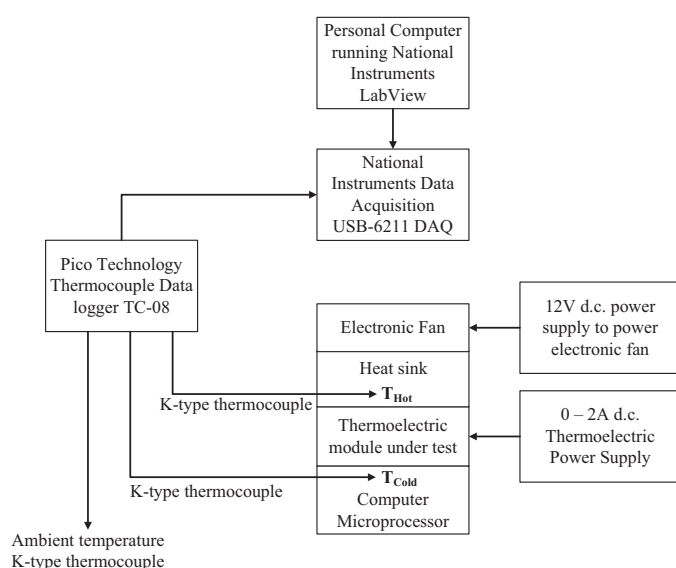 Personal Computer
running National
Instruments
LabView
National
Instruments Data
Acquisition
USB-6211 DAQ
Pico Technology
Thermocouple Data
logger TC-08
Electronic Fan
12V d.c. power
supply to power
electronic fan
Heat sink
T_Hot
K-type thermocouple
Thermoelectric
module under test
0 – 2A d.c.
Thermoelectric
Power Supply
T_Cold
K-type thermocouple
Computer
Microprocessor
Ambient temperature
K-type thermocouple